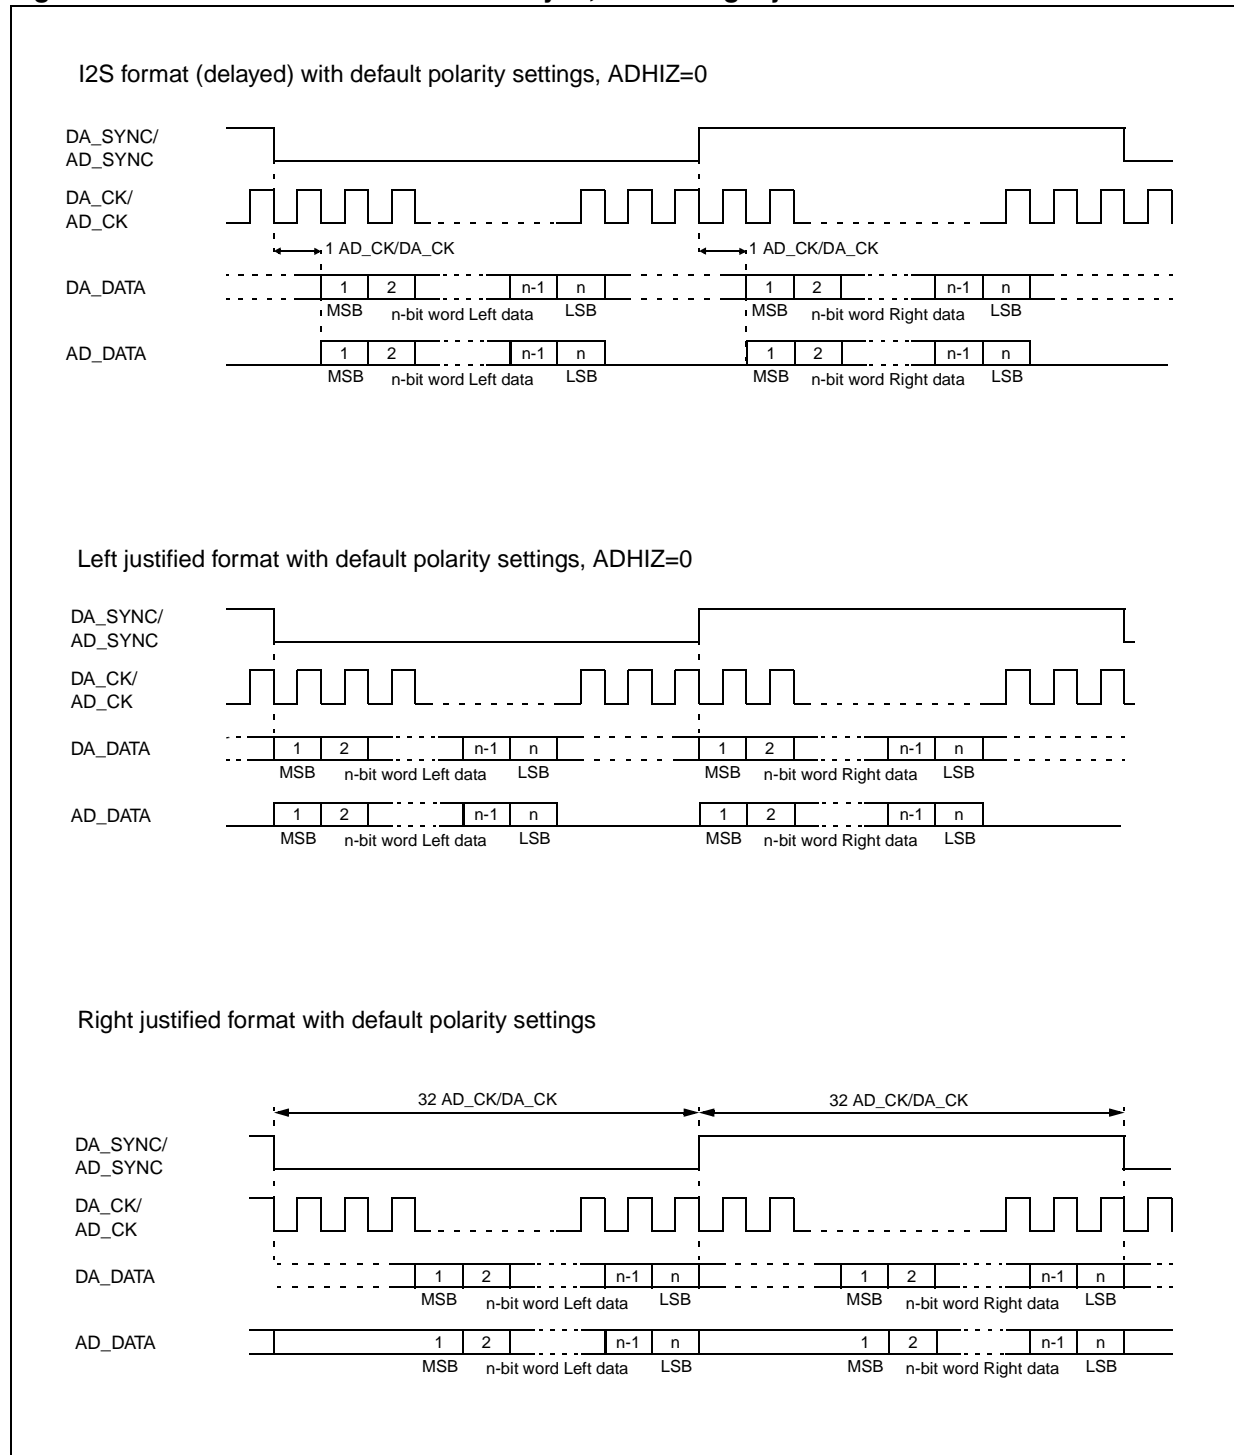 I2S format (delayed) with default polarity settings, ADHIZ=0
DA_SYNC/
AD_SYNC
DA_CK/
AD_CK
1 AD_CK/DA_CK 1 AD_CK/DA_CK
DA_DATA 1 2 n-1 n 1 2 n-1 n
MSB n-bit word Left data LSB MSB n-bit word Right data LSB
AD_DATA 1 2 n-1 n 1 2 n-1 n
MSB n-bit word Left data LSB MSB n-bit word Right data LSB
Left justified format with default polarity settings, ADHIZ=0
DA_SYNC/
AD_SYNC
DA_CK/
AD_CK
DA_DATA 1 2 n-1 n 1 2 n-1 n
MSB n-bit word Left data LSB MSB n-bit word Right data LSB
AD_DATA 1 2 n-1 n 1 2 n-1 n
MSB n-bit word Left data LSB MSB n-bit word Right data LSB
Right justified format with default polarity settings
32 AD_CK/DA_CK 32 AD_CK/DA_CK
DA_SYNC/
AD_SYNC
DA_CK/
AD_CK
DA_DATA 1 2 n-1 n 1 2 n-1 n
MSB n-bit word Left data LSB MSB n-bit word Right data LSB
AD_DATA 1 2 n-1 n 1 2 n-1 n
MSB n-bit word Left data LSB MSB n-bit word Right data LSB